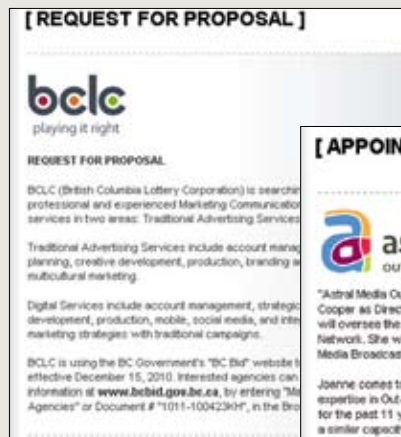 [ REQUEST FOR PROPOSAL ]
bclc
playing it right
REQUEST FOR PROPOSAL
BCLC (British Columbia Lottery Corporation) is searchin
professional and experienced Marketing Communication
services in two areas: Traditional Advertising Services
Traditional Advertising Services include account manag
planning, creative development, production, branding a
multicultural marketing.
Digital Services include account management, strategic
development, production, mobile, social media, and inte
marketing strategies with traditional campaigns.
BCLC is using the BC Government's "BC Bid" website t
effective December 15, 2010. Interested agencies can
information at www.bcbid.gov.bc.ca, by entering "Ma
Agencies" or Document # "1011-100423KH", in the Bro
[ APPOIN
as
out
"Astral Media Ou
Cooper as Direc
will oversee the
Network. She w
Media Broadcas
Joanne comes t
expertise in Out
for the past 11 y
a similar capacit